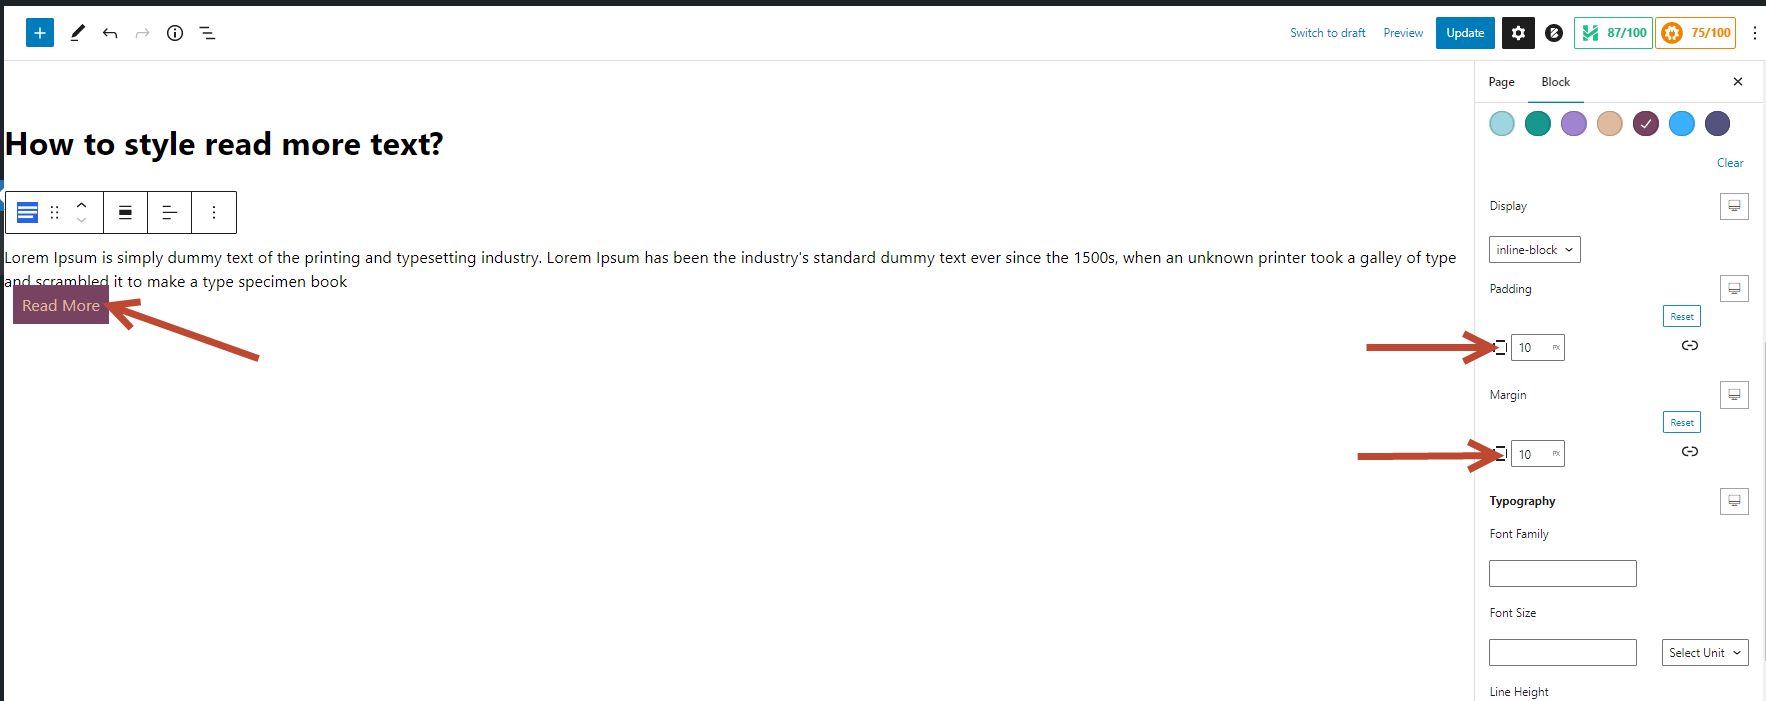 Switch to draft
Preview
Update
87/100
75/100
Page
Block
Clear
How to style read more text?
Lorem Ipsum is simply dummy text of the printing and typesetting industry. Lorem Ipsum has been the industry's standard dummy text ever since the 1500s, when an unknown printer took a galley of type
and scrambled it to make a type specimen book
Read More
Display
inline-block
Padding
Reset
10 PX
Margin
Reset
10 PX
Typography
Font Family
Font Size
Select Unit
Line Height